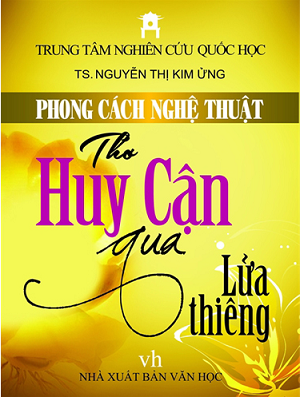 TRUNG TÂM NGHIÊN CỨU QUỐC HỌC
TS. NGUYỄN THỊ KIM ỬNG
PHONG CÁCH NGHỆ THUẬT
Thơ
Huy Cận
qua
Lửa
thiêng
vh
NHÀ XUẤT BẢN VĂN HỌC